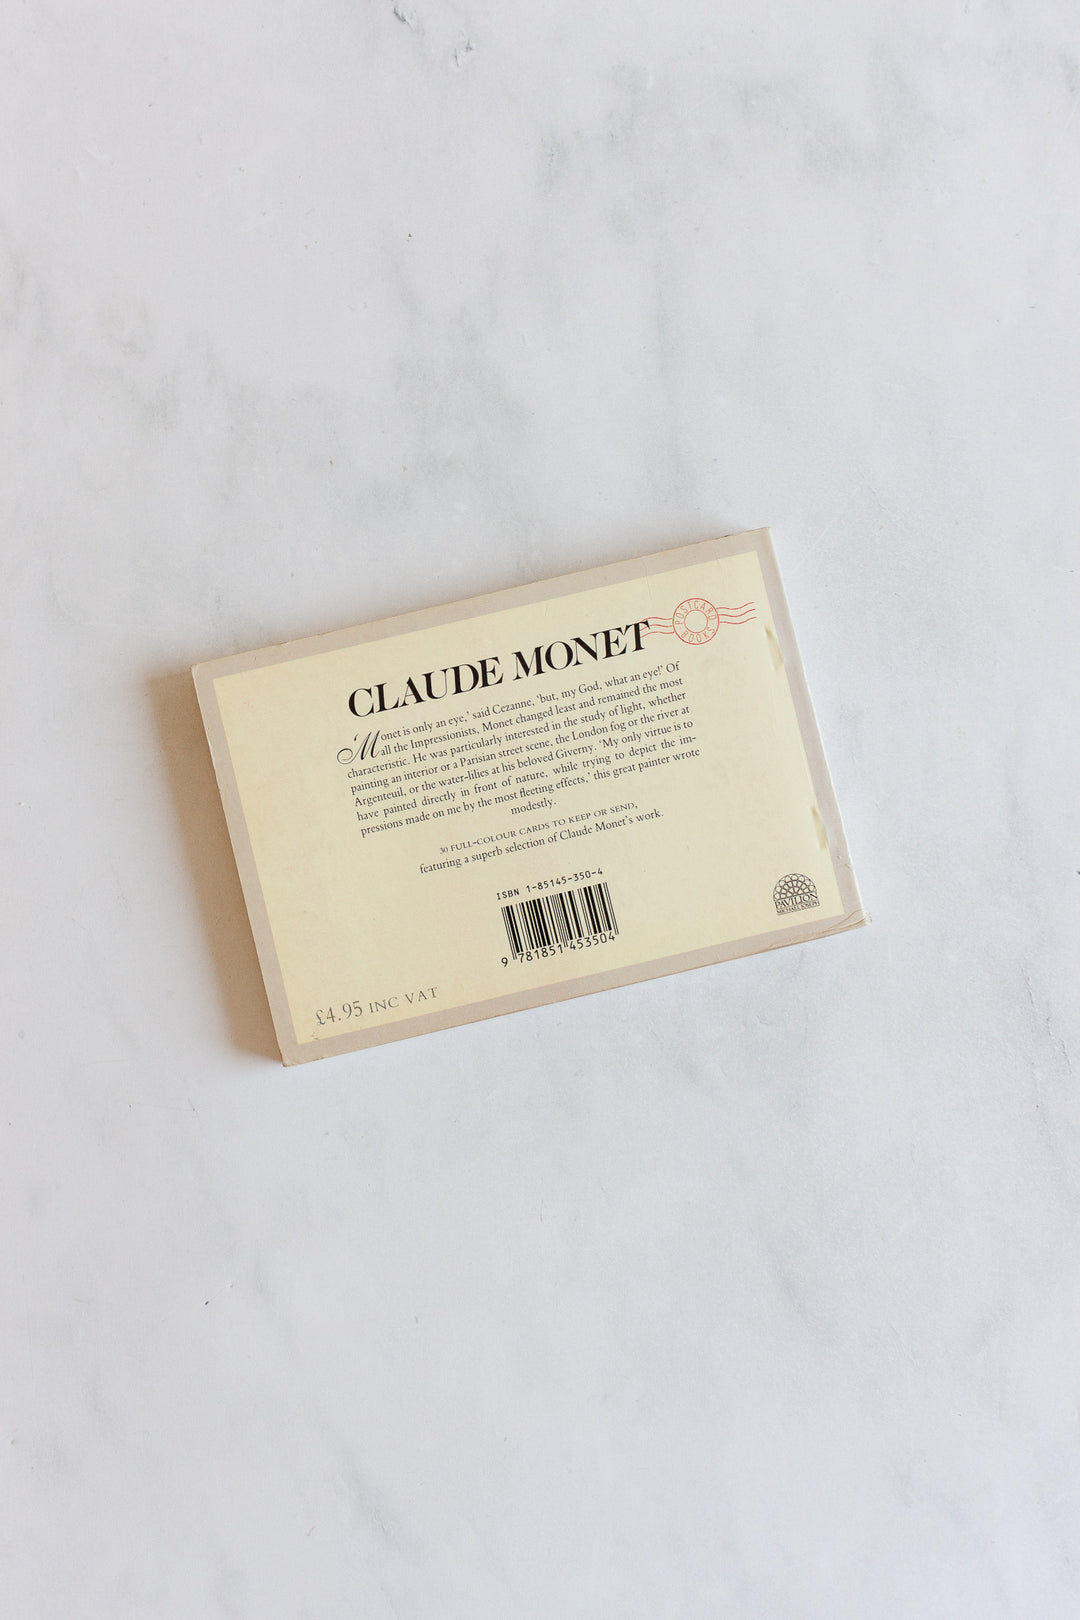 CLAUDE MONET
POSTCARD BOOKS
'Monet is only an eye,' said Cezanne, 'but, my God, what an eye!' Of
all the Impressionists, Monet changed least and remained the most
characteristic. He was particularly interested in the study of light, whether
painting an interior or a Parisian street scene, the London fog or the river at
Argenteuil, or the water-lilies at his beloved Giverny. 'My only virtue is to
have painted directly in front of nature, while trying to depict the im-
pressions made on me by the most fleeting effects,' this great painter wrote
modestly.
30 FULL-COLOUR CARDS TO KEEP OR SEND,
featuring a superb selection of Claude Monet's work.
ISBN 1-85145-350-4
9 781851 453504
PAVILION
MICHAEL JOSEPH
£4.95 INC VAT